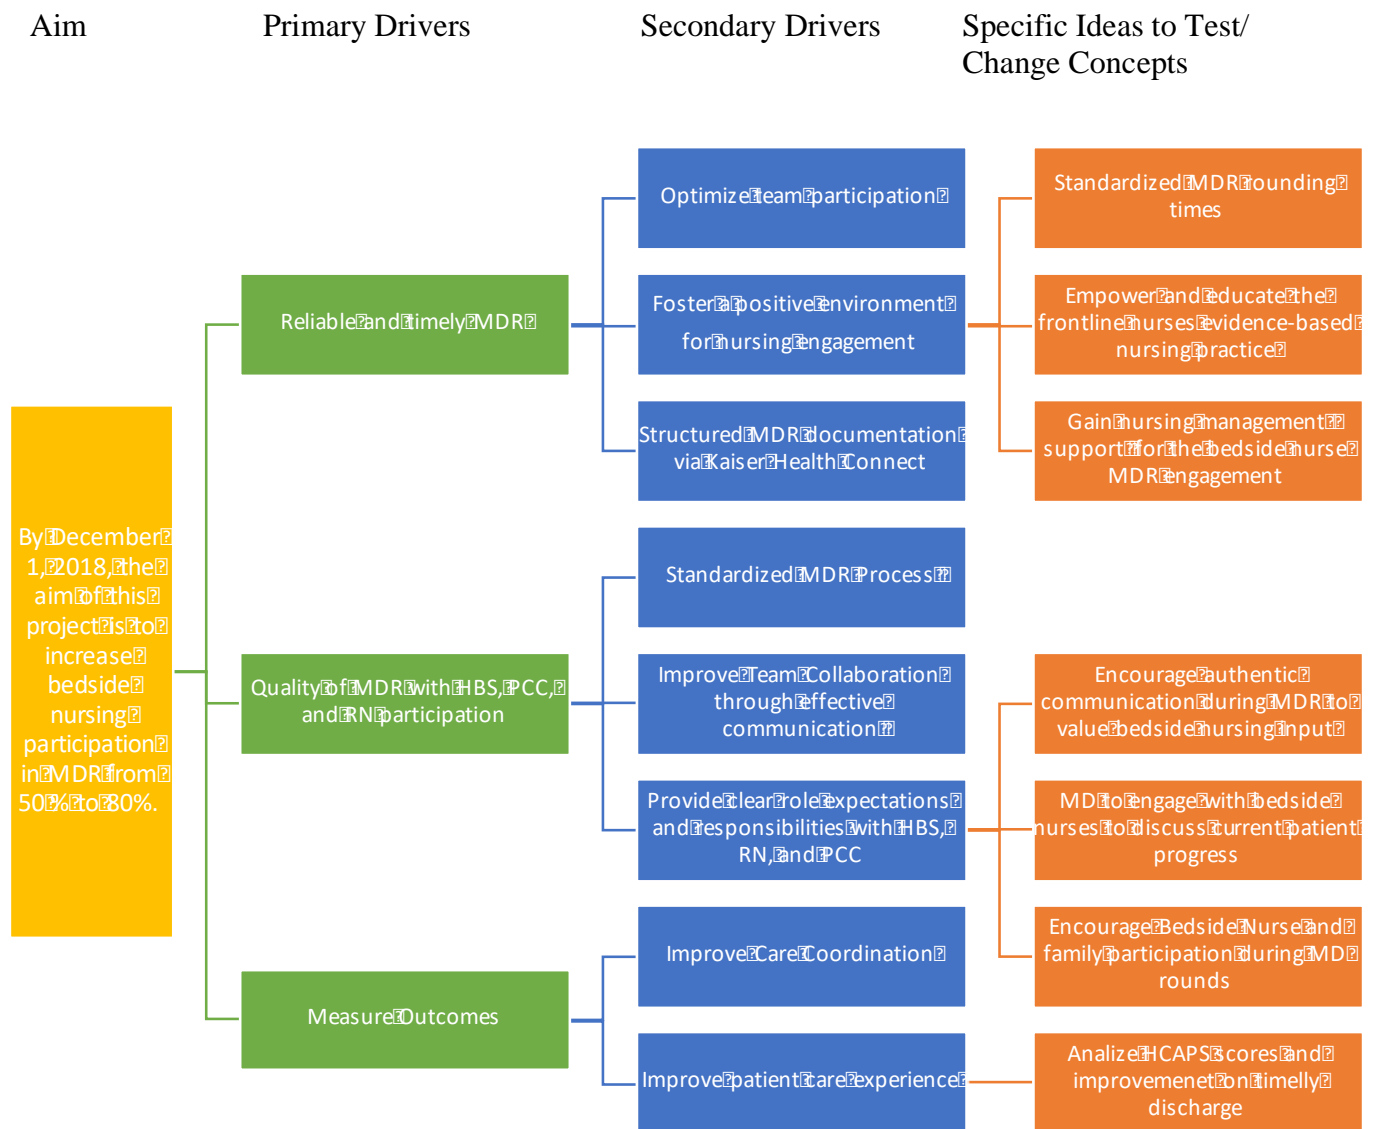 Aim
Primary Drivers
Secondary Drivers
Specific Ideas to Test/
Change Concepts
By December
1, 2018, the
aim of this
project is to
increase
bedside
nursing
participation
in MDR from
50 % to 80%.
Reliable and timely MDR
Optimize team participation
Foster a positive environment
for nursing engagement
Structured MDR documentation
via Kaiser Health Connect
Standardized MDR rounding
times
Empower and educate the
frontline nurses evidence-based
nursing practice
Gain nursing management
support for the bedside nurse
MDR engagement
Quality of MDR with HBS, PCC,
and RN participation
Standardized MDR Process
Improve Team Collaboration
through effective
communication
Provide clear role expectations
and responsibilities with HBS,
RN, and PCC
Encourage authentic
communication during MDR to
value bedside nursing input
MD to engage with bedside
nurses to discuss current patient
progress
Encourage Bedside Nurse and
family participation during MD
rounds
Measure Outcomes
Improve Care Coordination
Improve patient care experience
Analize HCAPS scores and
improvemenet on timelly
discharge